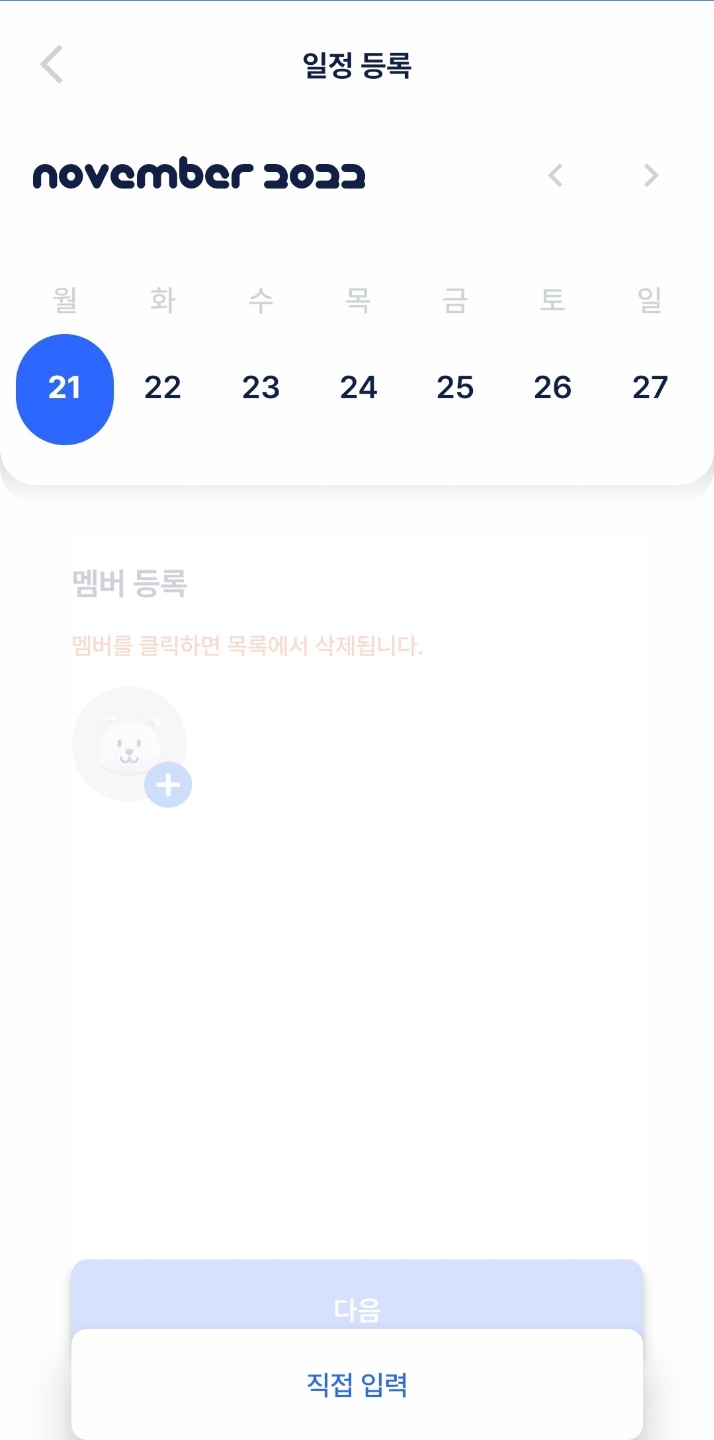 일정 등록
november 2022
월 화 수 목 금 토 일
21 22 23 24 25 26 27
멤버 등록
멤버를 클릭하면 목록에서 삭제됩니다.
다음
직접 입력